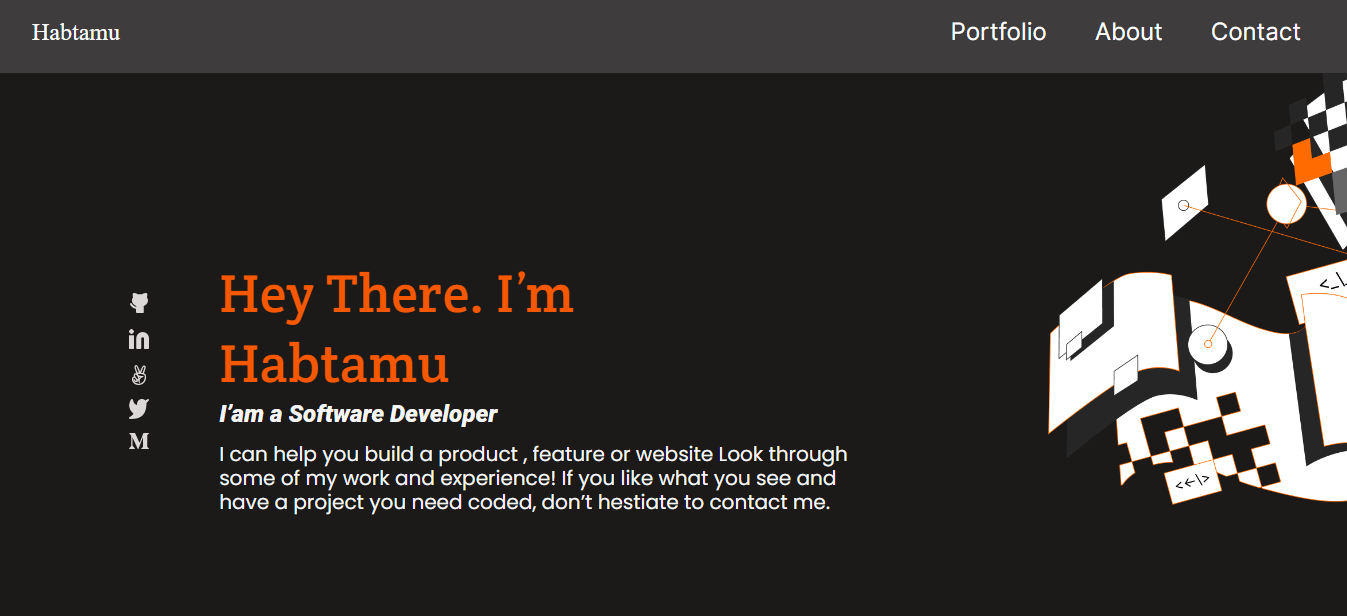 Habtamu
Portfolio About Contact
Hey There. I’m
Habtamu
I’am a Software Developer
I can help you build a product , feature or website Look through
some of my work and experience! If you like what you see and
have a project you need coded, don’t hestiate to contact me.
<_\
<←\>